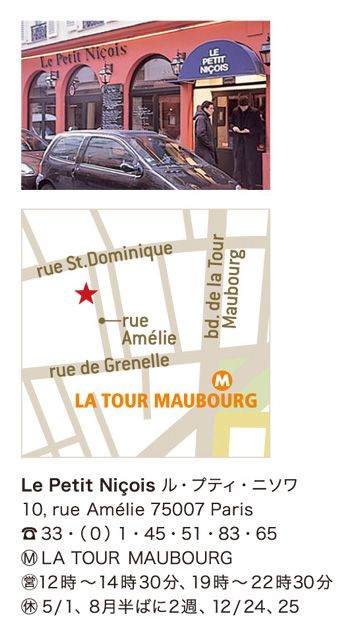 Le Petit Niçois
LE
PETIT
NIÇOIS
rue St.Dominique
bd. de la Tour
Maubourg
rue
Amélie
rue de Grenelle
M
LA TOUR MAUBOURG
Le Petit Niçois ル・プティ・ニソワ
10, rue Amélie 75007 Paris
☎33・(0) 1・45・51・83・65
Ⓜ LA TOUR MAUBOURG
㊂12時〜14時30分、19時〜22時30分
㊡ 5/1、8月半ばに2週、12/24、25